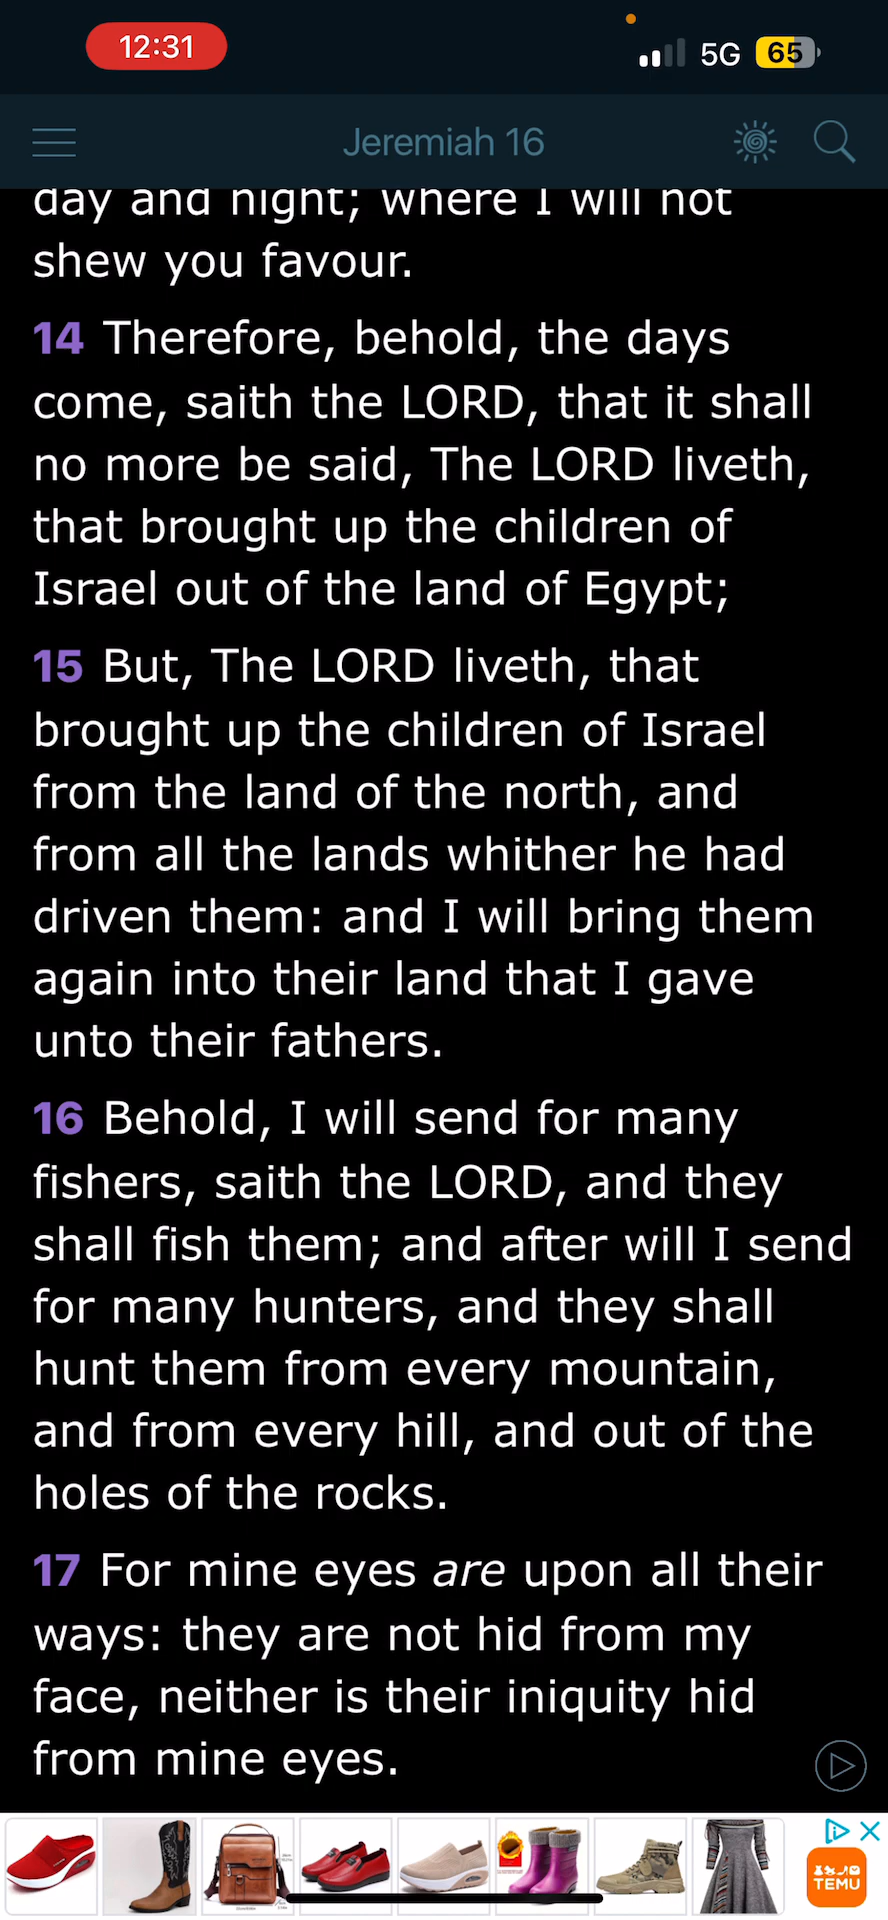 12:31
5G 65
Jeremiah 16
day and night; where I will not
shew you favour.
14 Therefore, behold, the days
come, saith the LORD, that it shall
no more be said, The LORD liveth,
that brought up the children of
Israel out of the land of Egypt;
15 But, The LORD liveth, that
brought up the children of Israel
from the land of the north, and
from all the lands whither he had
driven them: and I will bring them
again into their land that I gave
unto their fathers.
16 Behold, I will send for many
fishers, saith the LORD, and they
shall fish them; and after will I send
for many hunters, and they shall
hunt them from every mountain,
and from every hill, and out of the
holes of the rocks.
17 For mine eyes are upon all their
ways: they are not hid from my
face, neither is their iniquity hid
from mine eyes.
TEMU